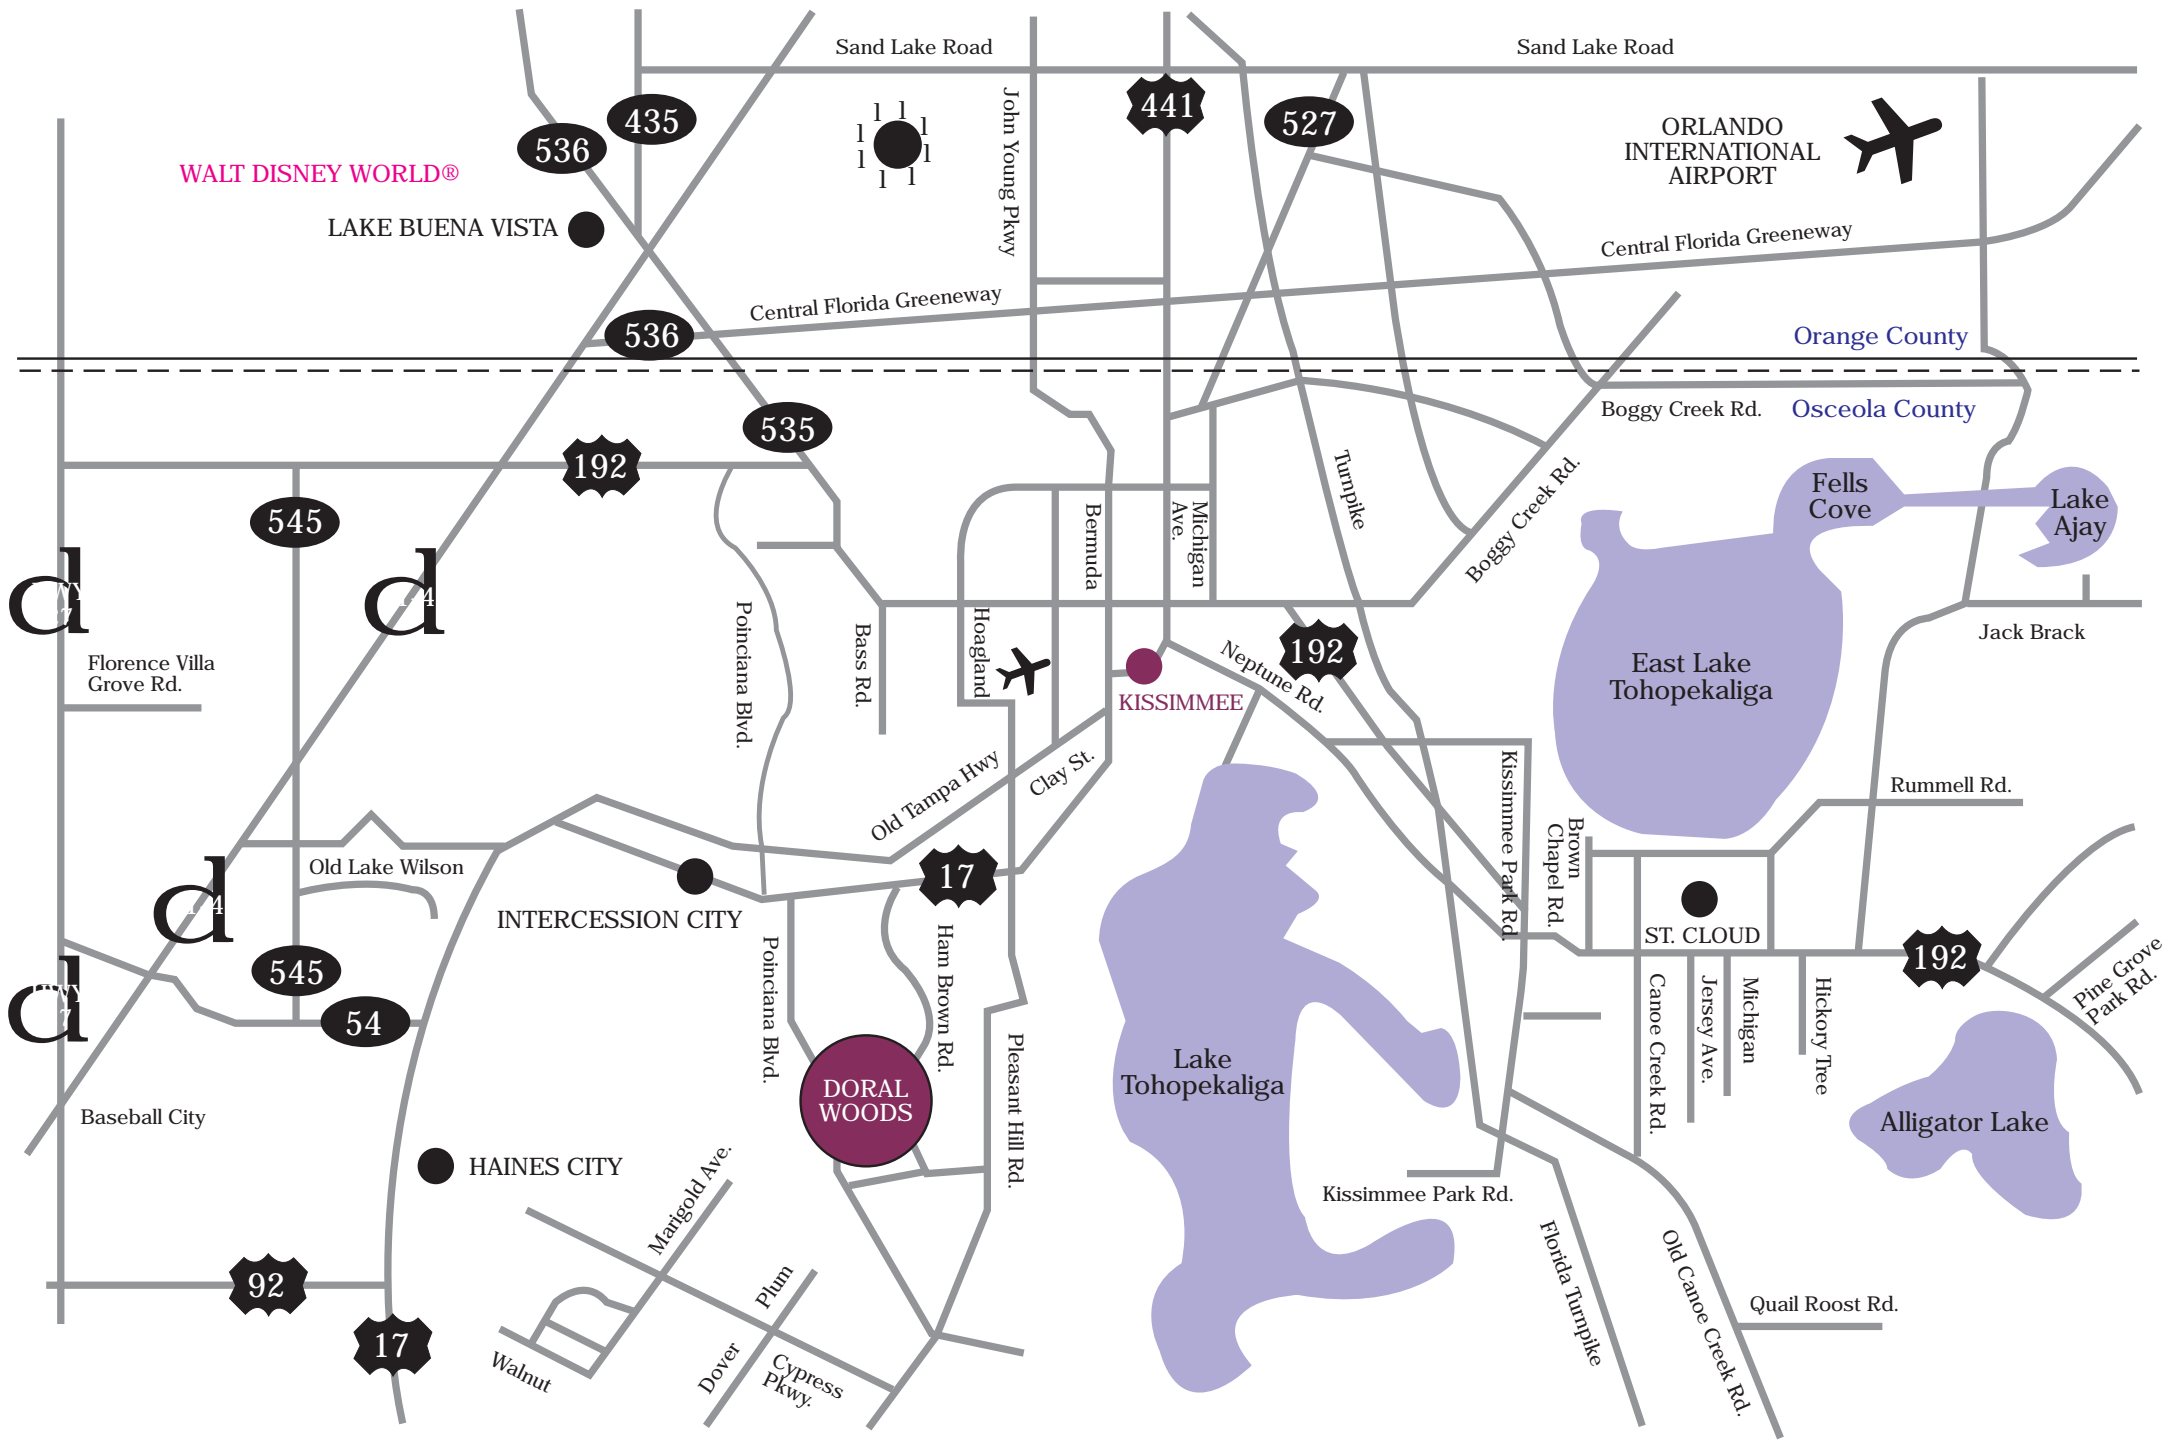 Sand Lake Road
Sand Lake Road
441
435
527
536
John Young Pkwy
ORLANDO
INTERNATIONAL
AIRPORT
l
l
l
l
l
l
l
l
WALT DISNEY WORLD®
LAKE BUENA VISTA
Central Florida Greeneway
Central Florida Greeneway
536
Orange County
Boggy Creek Rd.
Osceola County
535
192
545
Turnpike
Boggy Creek Rd.
Fells
Cove
Lake
Ajay
Bermuda
Michigan
Ave.
d
d
Florence Villa
Grove Rd.
Poinciana Blvd.
Bass Rd.
Hoagland
KISSIMMEE
Neptune Rd.
192
East Lake
Tohopekaliga
Jack Brack
Old Tampa Hwy
Clay St.
Kissimmee Park Rd.
Brown
Chapel Rd.
Rummell Rd.
Old Lake Wilson
d
INTERCESSION CITY
17
ST. CLOUD
192
Pine Grove
Park Rd.
545
54
d
Poinciana Blvd.
Ham Brown Rd.
Pleasant Hill Rd.
Canoe Creek Rd.
Jersey Ave.
Michigan
Hickory Tree
Lake
Tohopekaliga
DORAL
WOODS
Alligator Lake
Baseball City
HAINES CITY
Marigold Ave.
Kissimmee Park Rd.
Florida Turnpike
Old Canoe Creek Rd.
Quail Roost Rd.
92
17
Walnut
Plum
Dover
Cypress
Pkwy.